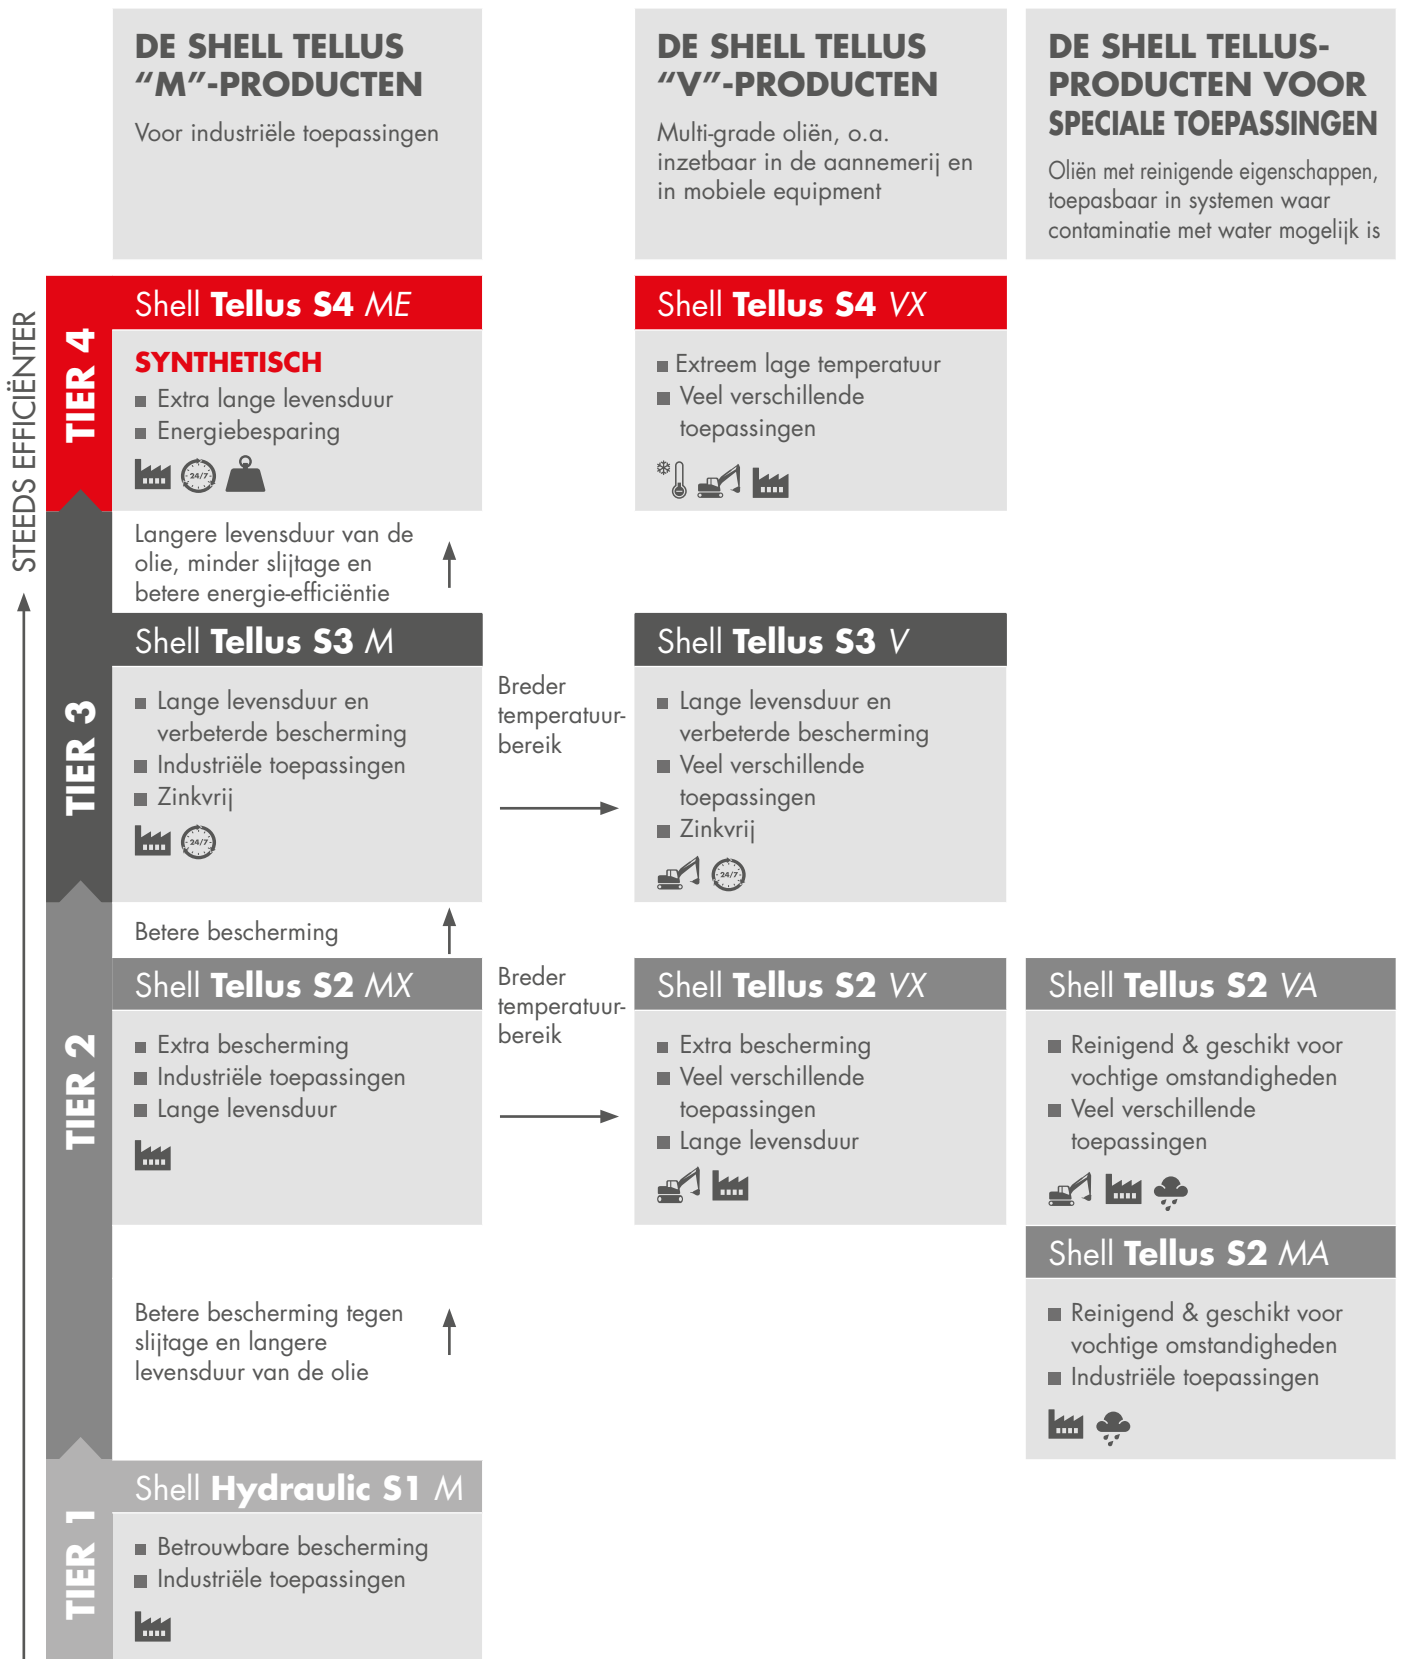 DE SHELL TELLUS
“M”-PRODUCTEN
Voor industriële toepassingen
DE SHELL TELLUS
“V”-PRODUCTEN
Multi-grade oliën, o.a.
inzetbaar in de aannemerij en
in mobiele equipment
DE SHELL TELLUS-
PRODUCTEN VOOR
SPECIALE TOEPASSINGEN
Oliën met reinigende eigenschappen,
toepasbaar in systemen waar
contaminatie met water mogelijk is
STEEDS EFFICIËNTER
TIER 4
Shell Tellus S4 ME
SYNTHETISCH
Extra lange levensduur
Energiebesparing
24/7
Shell Tellus S4 VX
Extreem lage temperatuur
Veel verschillende
toepassingen
Langere levensduur van de
olie, minder slijtage en
betere energie-efficiëntie
TIER 3
Shell Tellus S3 M
Lange levensduur en
verbeterde bescherming
Industriële toepassingen
Zinkvrij
24/7
Breder
temperatuur-
bereik
Shell Tellus S3 V
Lange levensduur en
verbeterde bescherming
Veel verschillende
toepassingen
Zinkvrij
24/7
Betere bescherming
TIER 2
Shell Tellus S2 MX
Extra bescherming
Industriële toepassingen
Lange levensduur
Breder
temperatuur-
bereik
Shell Tellus S2 VX
Extra bescherming
Veel verschillende
toepassingen
Lange levensduur
Shell Tellus S2 VA
Reinigend & geschikt voor
vochtige omstandigheden
Veel verschillende
toepassingen
Shell Tellus S2 MA
Reinigend & geschikt voor
vochtige omstandigheden
Industriële toepassingen
Betere bescherming tegen
slijtage en langere
levensduur van de olie
TIER 1
Shell Hydraulic S1 M
Betrouwbare bescherming
Industriële toepassingen